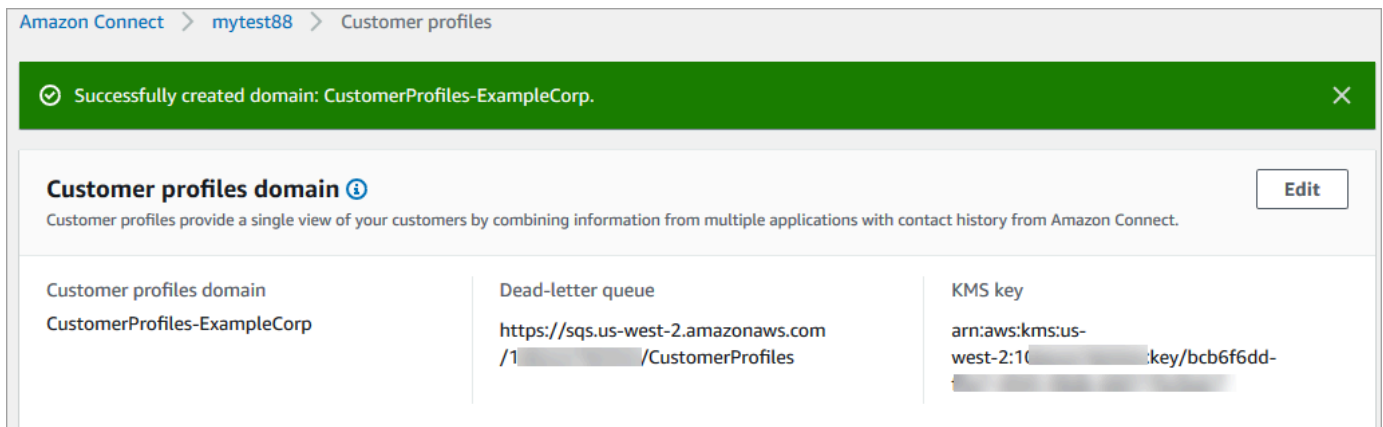 Amazon Connect > mytest88 > Customer profiles
Successfully created domain: CustomerProfiles-ExampleCorp.
Customer profiles domain
Edit
Customer profiles provide a single view of your customers by combining information from multiple applications with contact history from Amazon Connect.
Customer profiles domain
CustomerProfiles-ExampleCorp
Dead-letter queue
https://sqs.us-west-2.amazonaws.com
/1 /CustomerProfiles
KMS key
arn:aws:kms:us-
west-2:10 :key/bcb6f6dd-